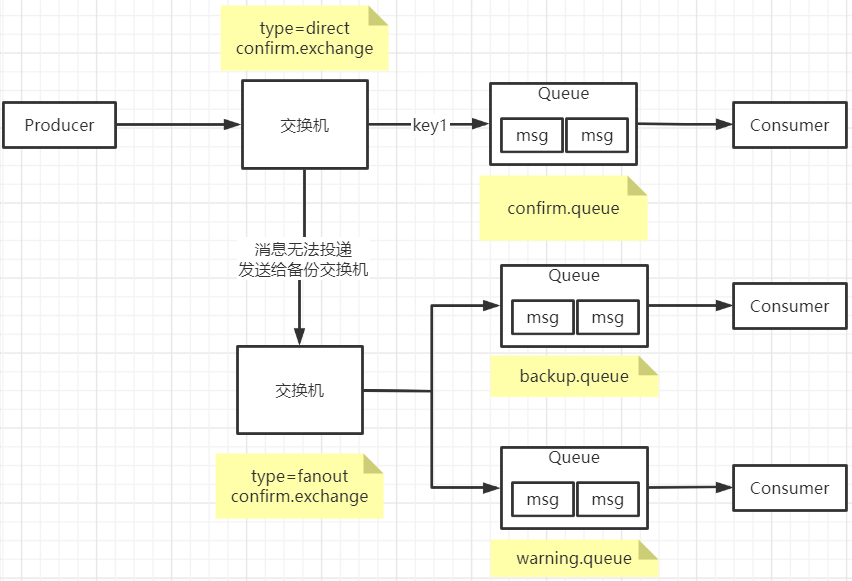 type=direct
confirm.exchange
Producer
交换机
key1
Queue
msg
msg
Consumer
confirm.queue
消息无法投递
发送给备份交换机
Queue
msg
msg
Consumer
backup.queue
交换机
type=fanout
confirm.exchange
Queue
msg
msg
Consumer
warning.queue